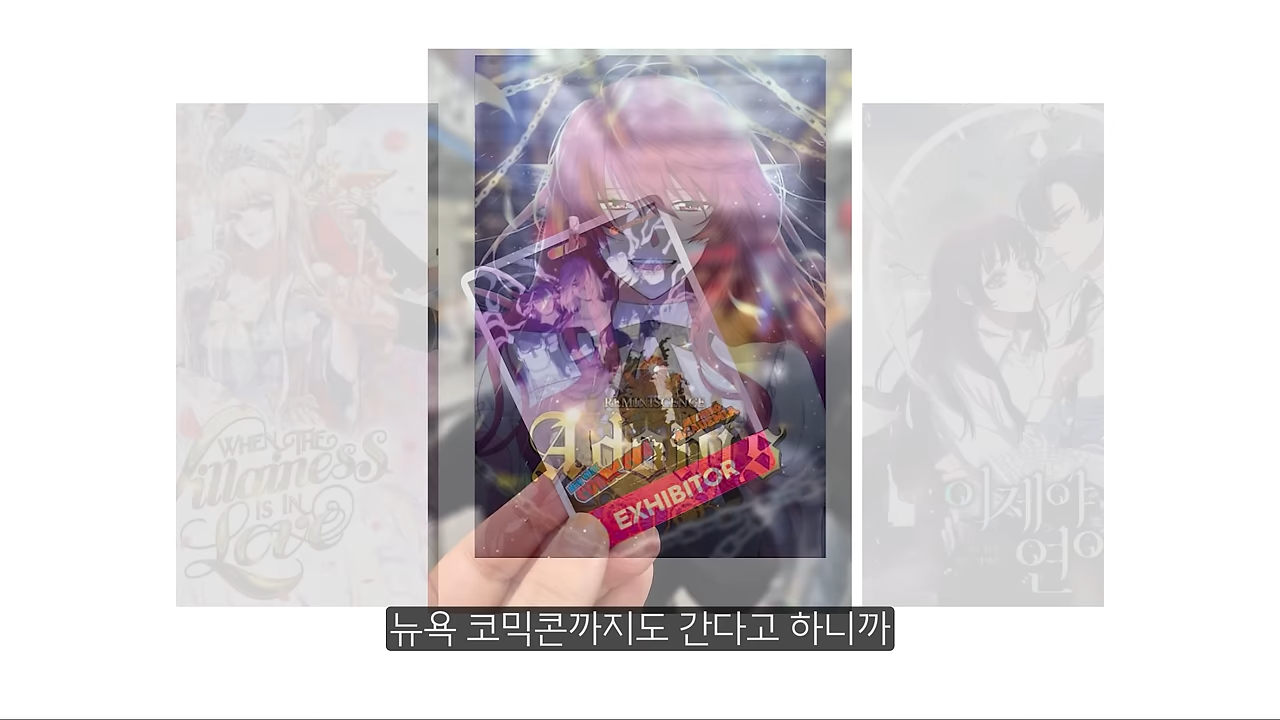 WHEN THE
Villainess
IS IN
Love
REMINISCENCE
Adonis
EXHIBITOR
이제야
연
뉴욕 코믹콘까지도 간다고 하니까